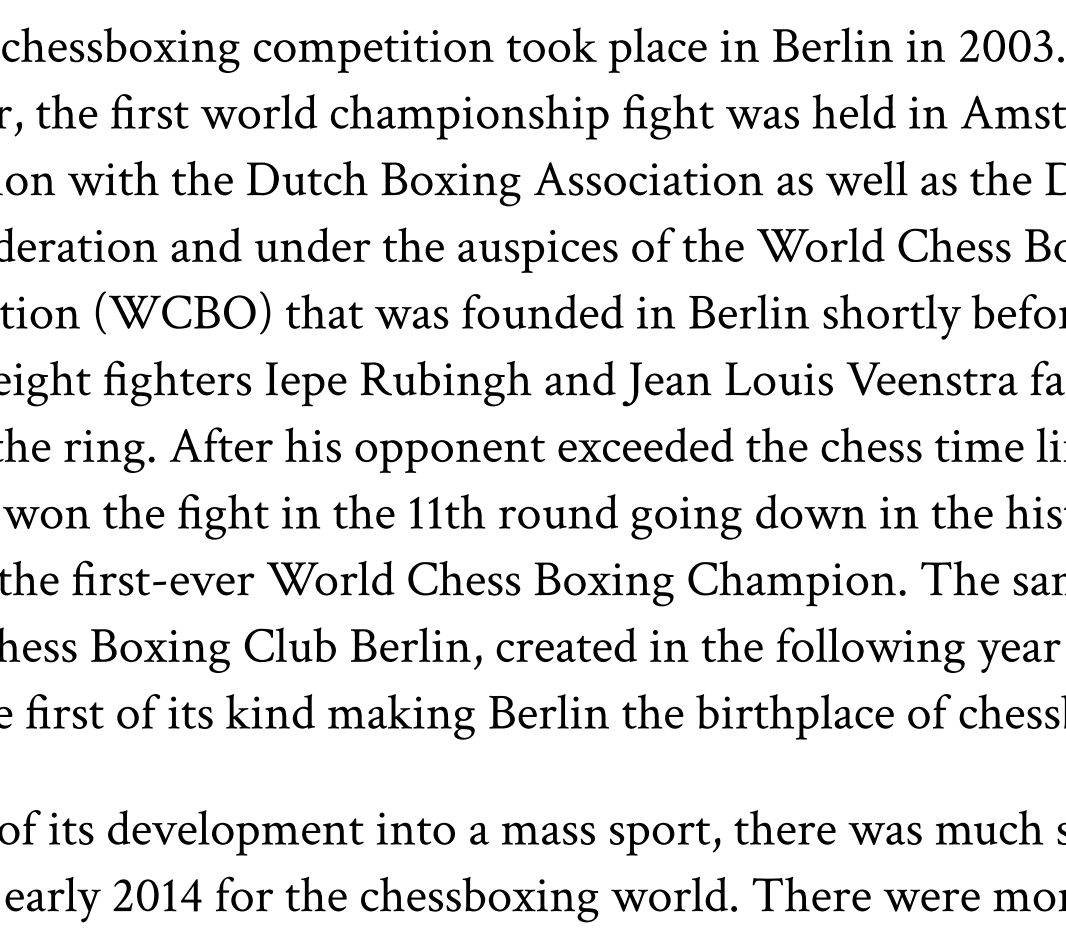 chessboxing competition took place in Berlin in 2003.
r, the first world championship fight was held in Amst
ion with the Dutch Boxing Association as well as the D
deration and under the auspices of the World Chess Bo
tion (WCBO) that was founded in Berlin shortly befor
eight fighters Iepe Rubingh and Jean Louis Veenstra fa
the ring. After his opponent exceeded the chess time li
won the fight in the 11th round going down in the hist
the first-ever World Chess Boxing Champion. The sam
hess Boxing Club Berlin, created in the following year
e first of its kind making Berlin the birthplace of chessb
of its development into a mass sport, there was much s
early 2014 for the chessboxing world. There were mor